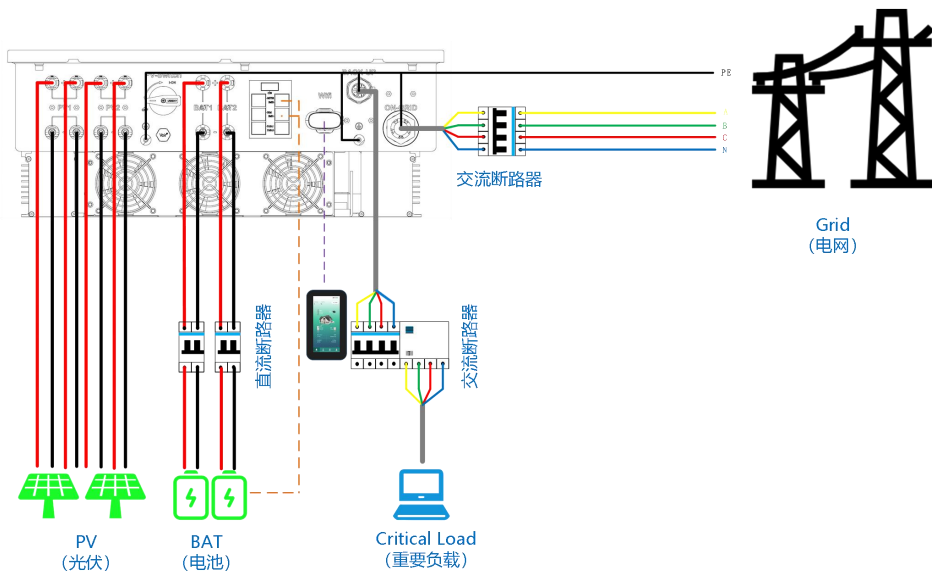 BACK UP
PE
Wifi
ON-GRID
BAT1
BAT2
PV1
PV2
A
B
C
N
交流断路器
Grid
（电网）
直流断路器
交流断路器
PV
（光伏）
BAT
（电池）
Critical Load
（重要负载）